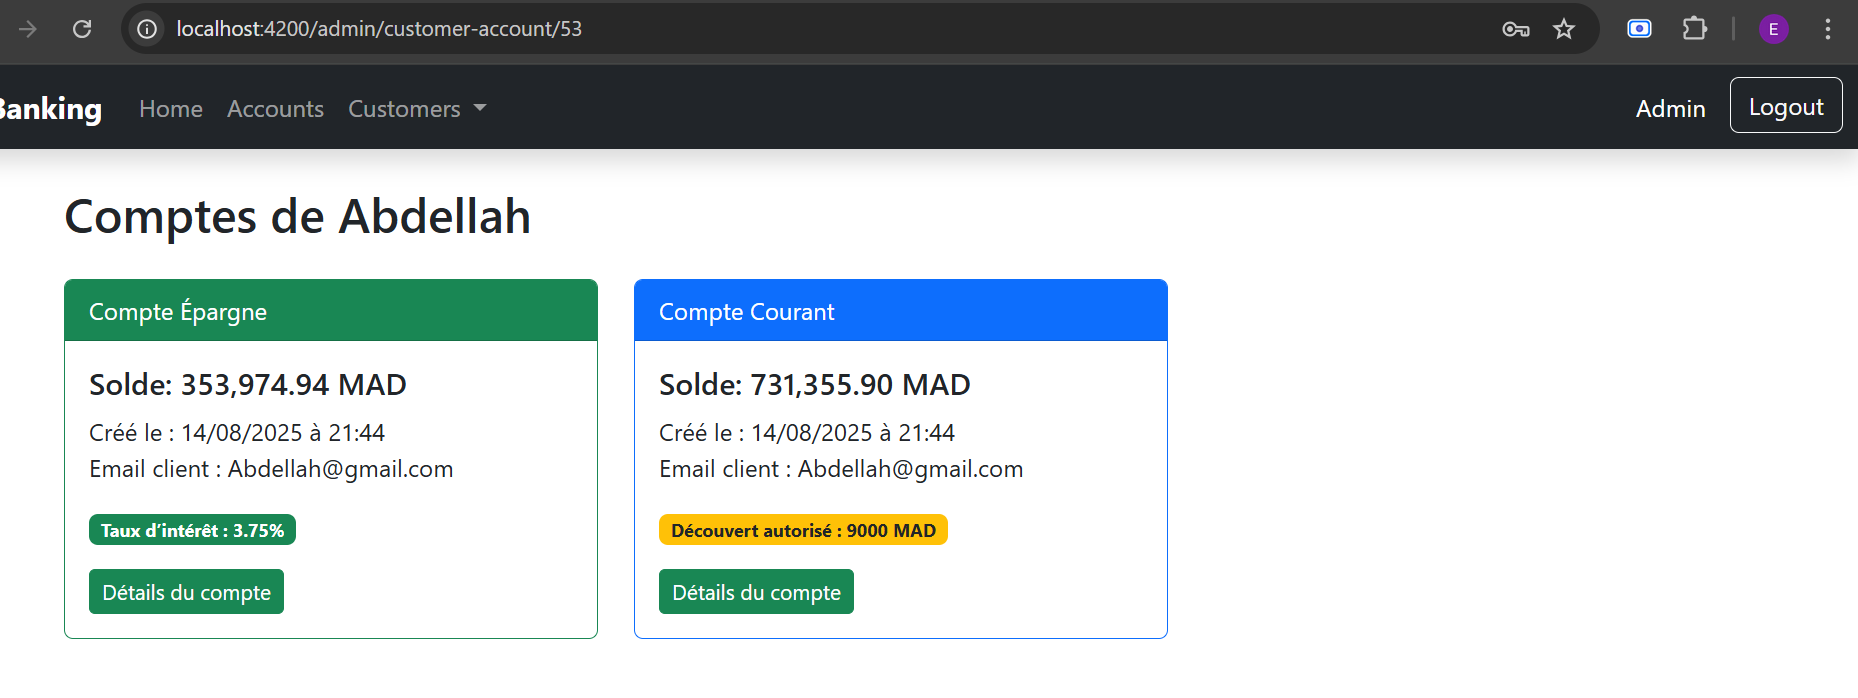 localhost:4200/admin/customer-account/53
E
Banking Home Accounts Customers Admin Logout
Comptes de Abdellah
Compte Épargne
Solde: 353,974.94 MAD
Créé le : 14/08/2025 à 21:44
Email client : Abdellah@gmail.com
Taux d’intérêt : 3.75%
Détails du compte
Compte Courant
Solde: 731,355.90 MAD
Créé le : 14/08/2025 à 21:44
Email client : Abdellah@gmail.com
Découvert autorisé : 9000 MAD
Détails du compte